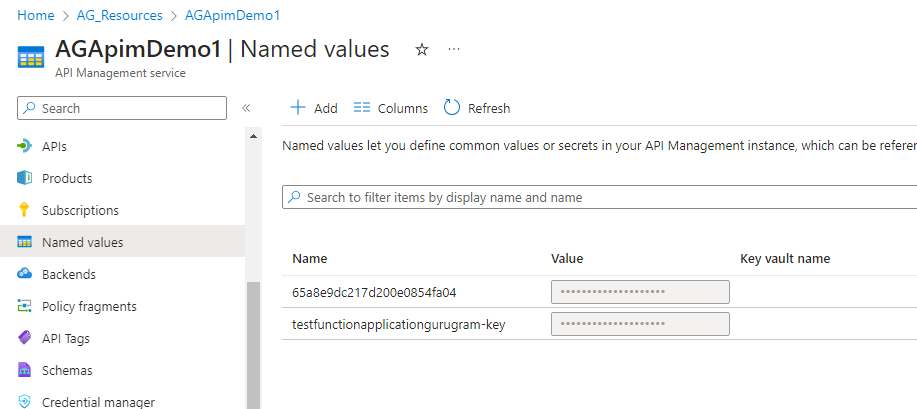 Home > AG_Resources > AGApimDemo1
AGApimDemo1 | Named values
API Management service
Search
APIs
Products
Subscriptions
Named values
Backends
Policy fragments
API Tags
Schemas
Credential manager
Add Columns Refresh
Named values let you define common values or secrets in your API Management instance, which can be refere
Search to filter items by display name and name
Name Value Key vault name
65a8e9dc217d200e0854fa04 ••••••••••••••••••••
testfunctionapplicationgurugram-key ••••••••••••••••••••